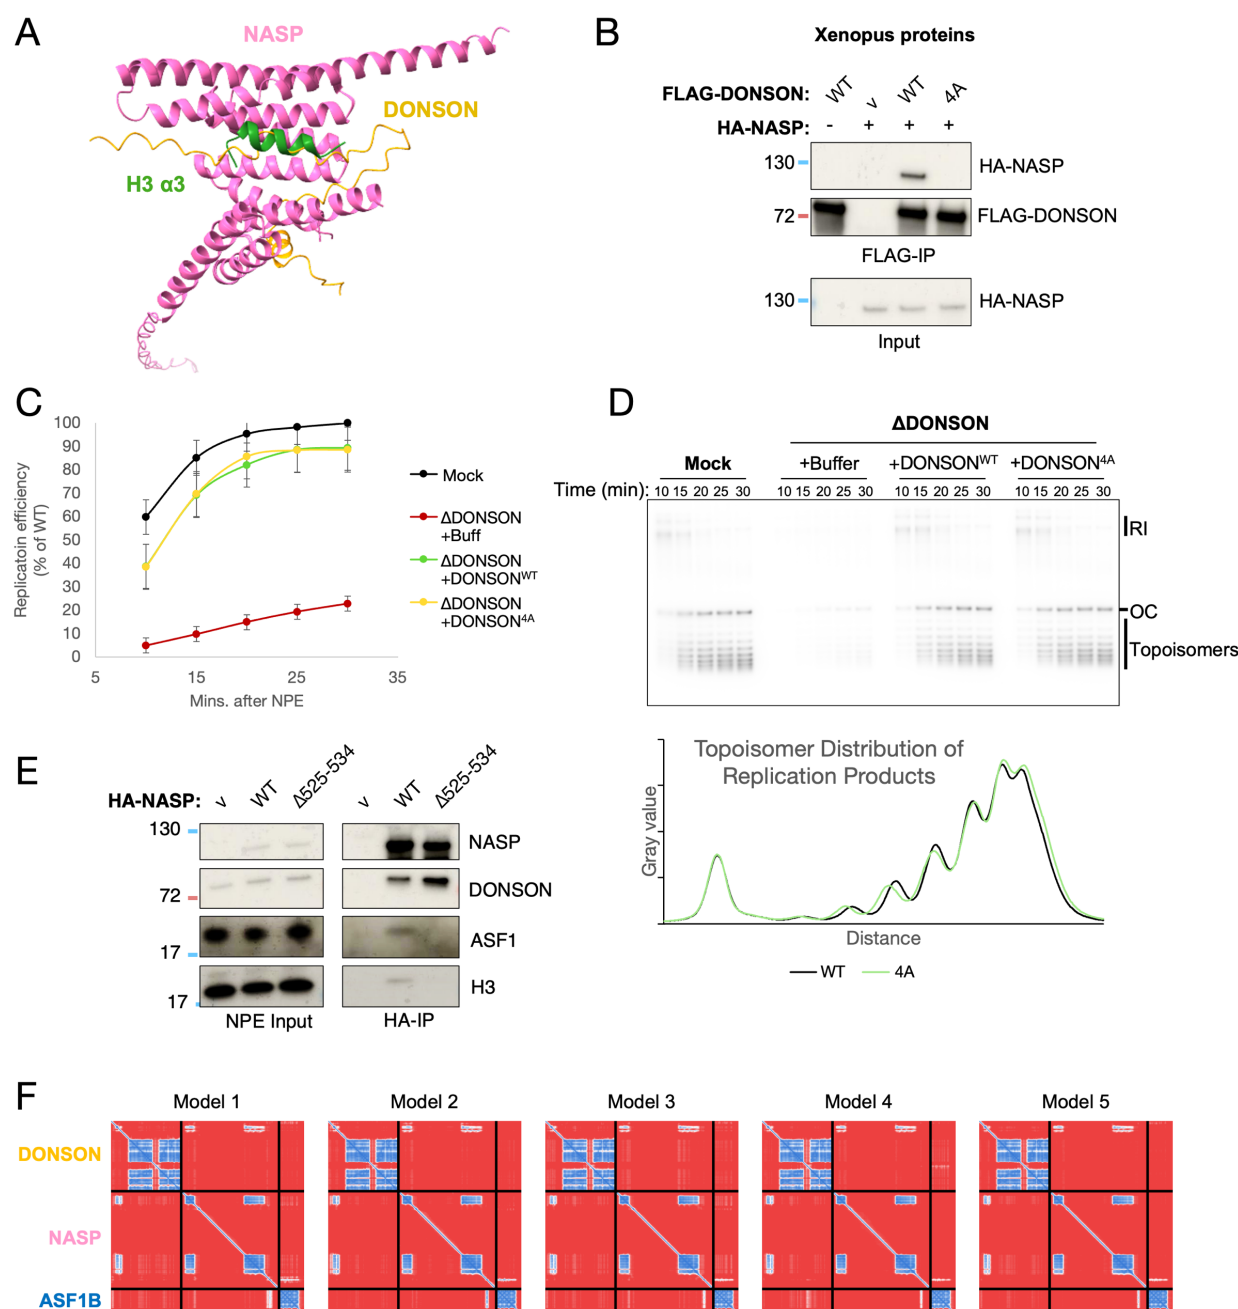 A
NASP
DONSON
H3 α3
B
Xenopus proteins
FLAG-DONSON: WT v WT 4A
HA-NASP: - + + +
130
HA-NASP
72
FLAG-DONSON
FLAG-IP
130
HA-NASP
Input
C
Replicatoin efficiency
(% of WT)
100
90
80
70
60
50
40
30
20
10
0
5 15 25 35
Mins. after NPE
Mock
ΔDONSON
+Buff
ΔDONSON
+DONSONWT
ΔDONSON
+DONSON4A
D
ΔDONSON
Mock +Buffer +DONSONWT +DONSON4A
Time (min): 10 15 20 25 30 10 15 20 25 30 10 15 20 25 30 10 15 20 25 30
RI
OC
Topoisomers
Topoisomer Distribution of
Replication Products
Gray value
Distance
WT 4A
E
HA-NASP: v WT Δ525-534 v WT Δ525-534
130
NASP
72
DONSON
17
ASF1
17
H3
NPE Input HA-IP
F
Model 1 Model 2 Model 3 Model 4 Model 5
DONSON
NASP
ASF1B